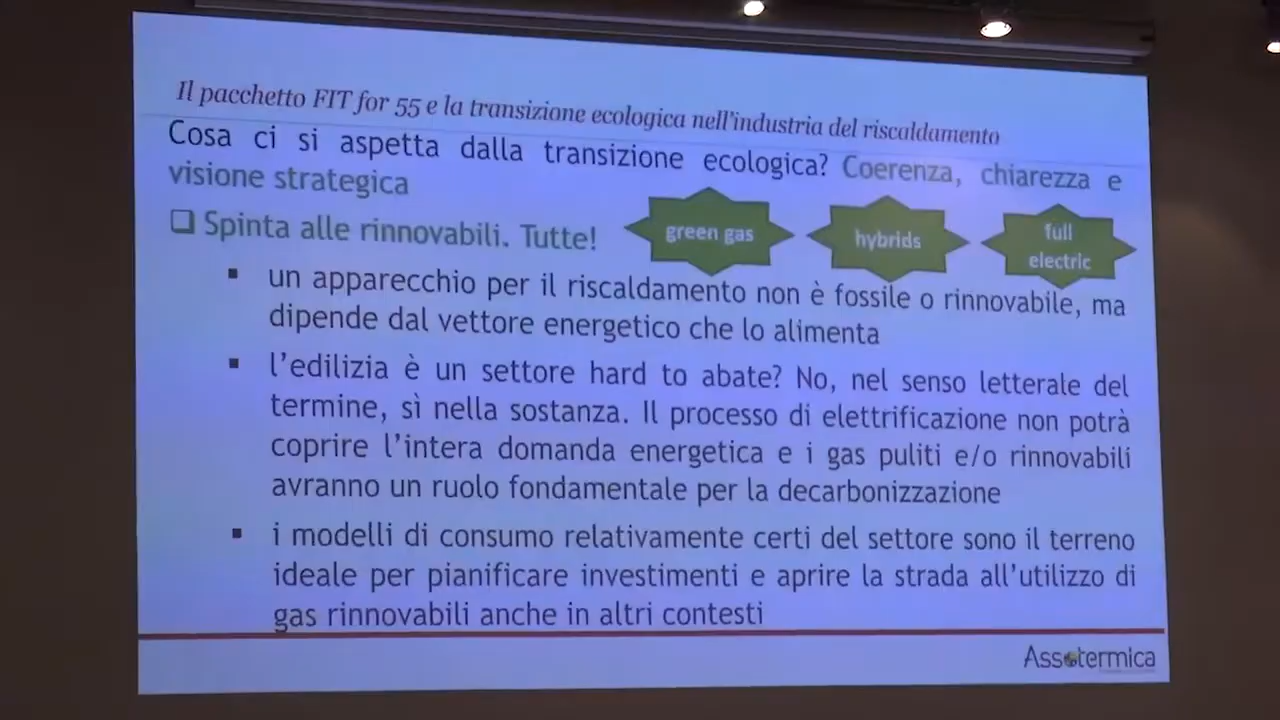 Il pacchetto FIT for 55 e la transizione ecologica nell'industria del riscaldamento
Cosa ci si aspetta dalla transizione ecologica? Coerenza, chiarezza e
visione strategica
❑ Spinta alle rinnovabili. Tutte!
green gas
hybrids
full
electric
▪ un apparecchio per il riscaldamento non è fossile o rinnovabile, ma
dipende dal vettore energetico che lo alimenta
▪ l'edilizia è un settore hard to abate? No, nel senso letterale del
termine, sì nella sostanza. Il processo di elettrificazione non potrà
coprire l'intera domanda energetica e i gas puliti e/o rinnovabili
avranno un ruolo fondamentale per la decarbonizzazione
▪ i modelli di consumo relativamente certi del settore sono il terreno
ideale per pianificare investimenti e aprire la strada all'utilizzo di
gas rinnovabili anche in altri contesti
Assotermica